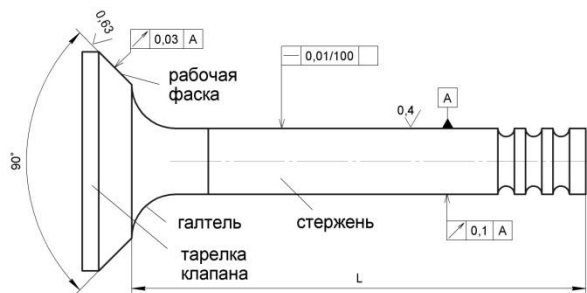 0,63
0,03 A
рабочая
фаска
0,01/100
0,4
A
90°
галтель
стержень
0,1 A
тарелка
клапана
L